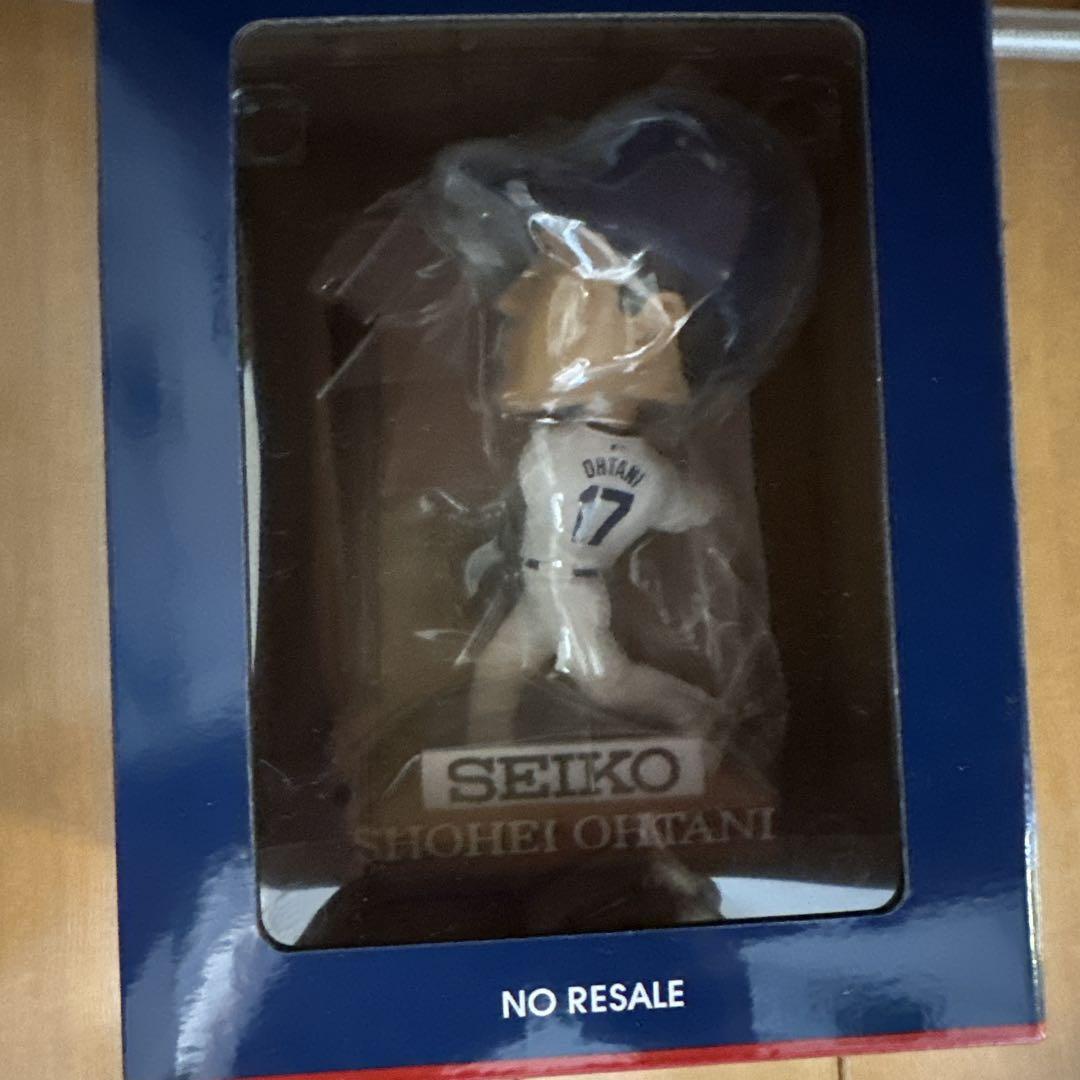 OHTANI
17
SEIKO
SHOHEI OHTANI
NO RESALE